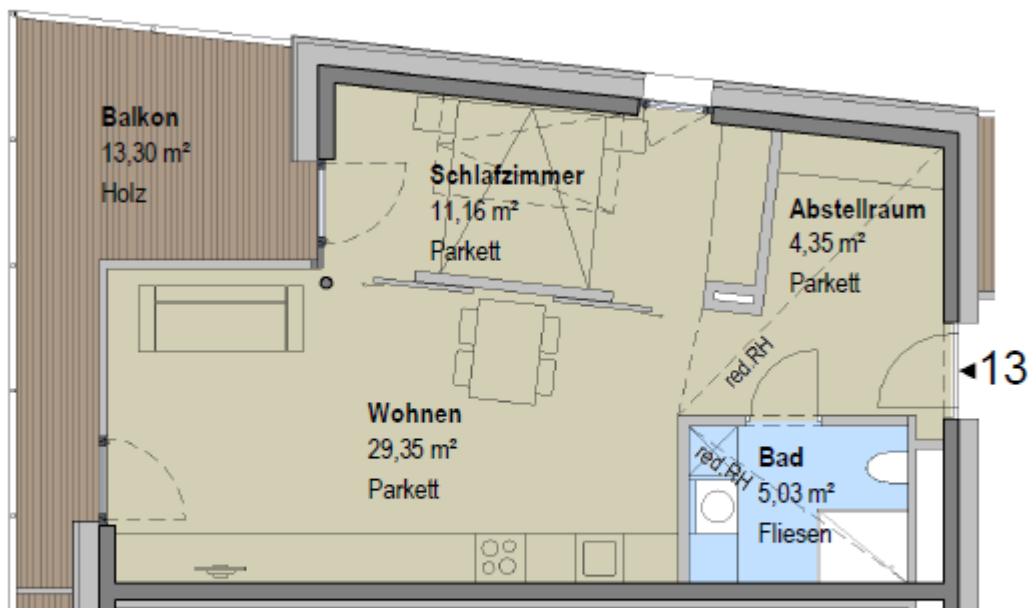 Balkon
13,30 m²
Holz
Schlafzimmer
11,16 m²
Parkett
Abstellraum
4,35 m²
Parkett
red.RH
13
Wohnen
29,35 m²
Parkett
red.RH
Bad
5,03 m²
Fliesen